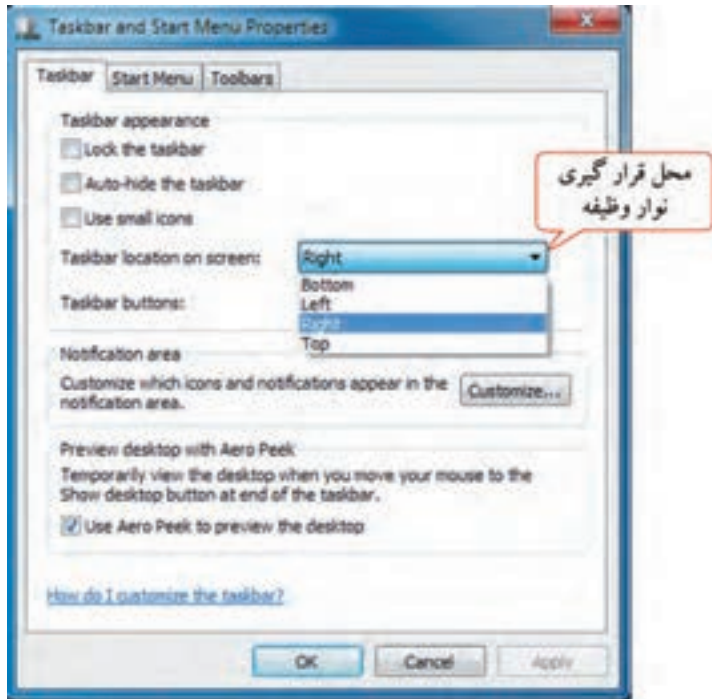 Taskbar and Start Menu Properties
Taskbar
Start Menu
Toolbars
Taskbar appearance
Lock the taskbar
Auto-hide the taskbar
Use small icons
محل قرار گیری
نوار وظیفه
Taskbar location on screen:
Right
Bottom
Left
Right
Top
Taskbar buttons:
Notification area
Customize which icons and notifications appear in the
notification area.
Customize...
Preview desktop with Aero Peek
Temporarily view the desktop when you move your mouse to the
Show desktop button at end of the taskbar.
Use Aero Peek to preview the desktop
How do I customize the taskbar?
OK
Cancel
Apply